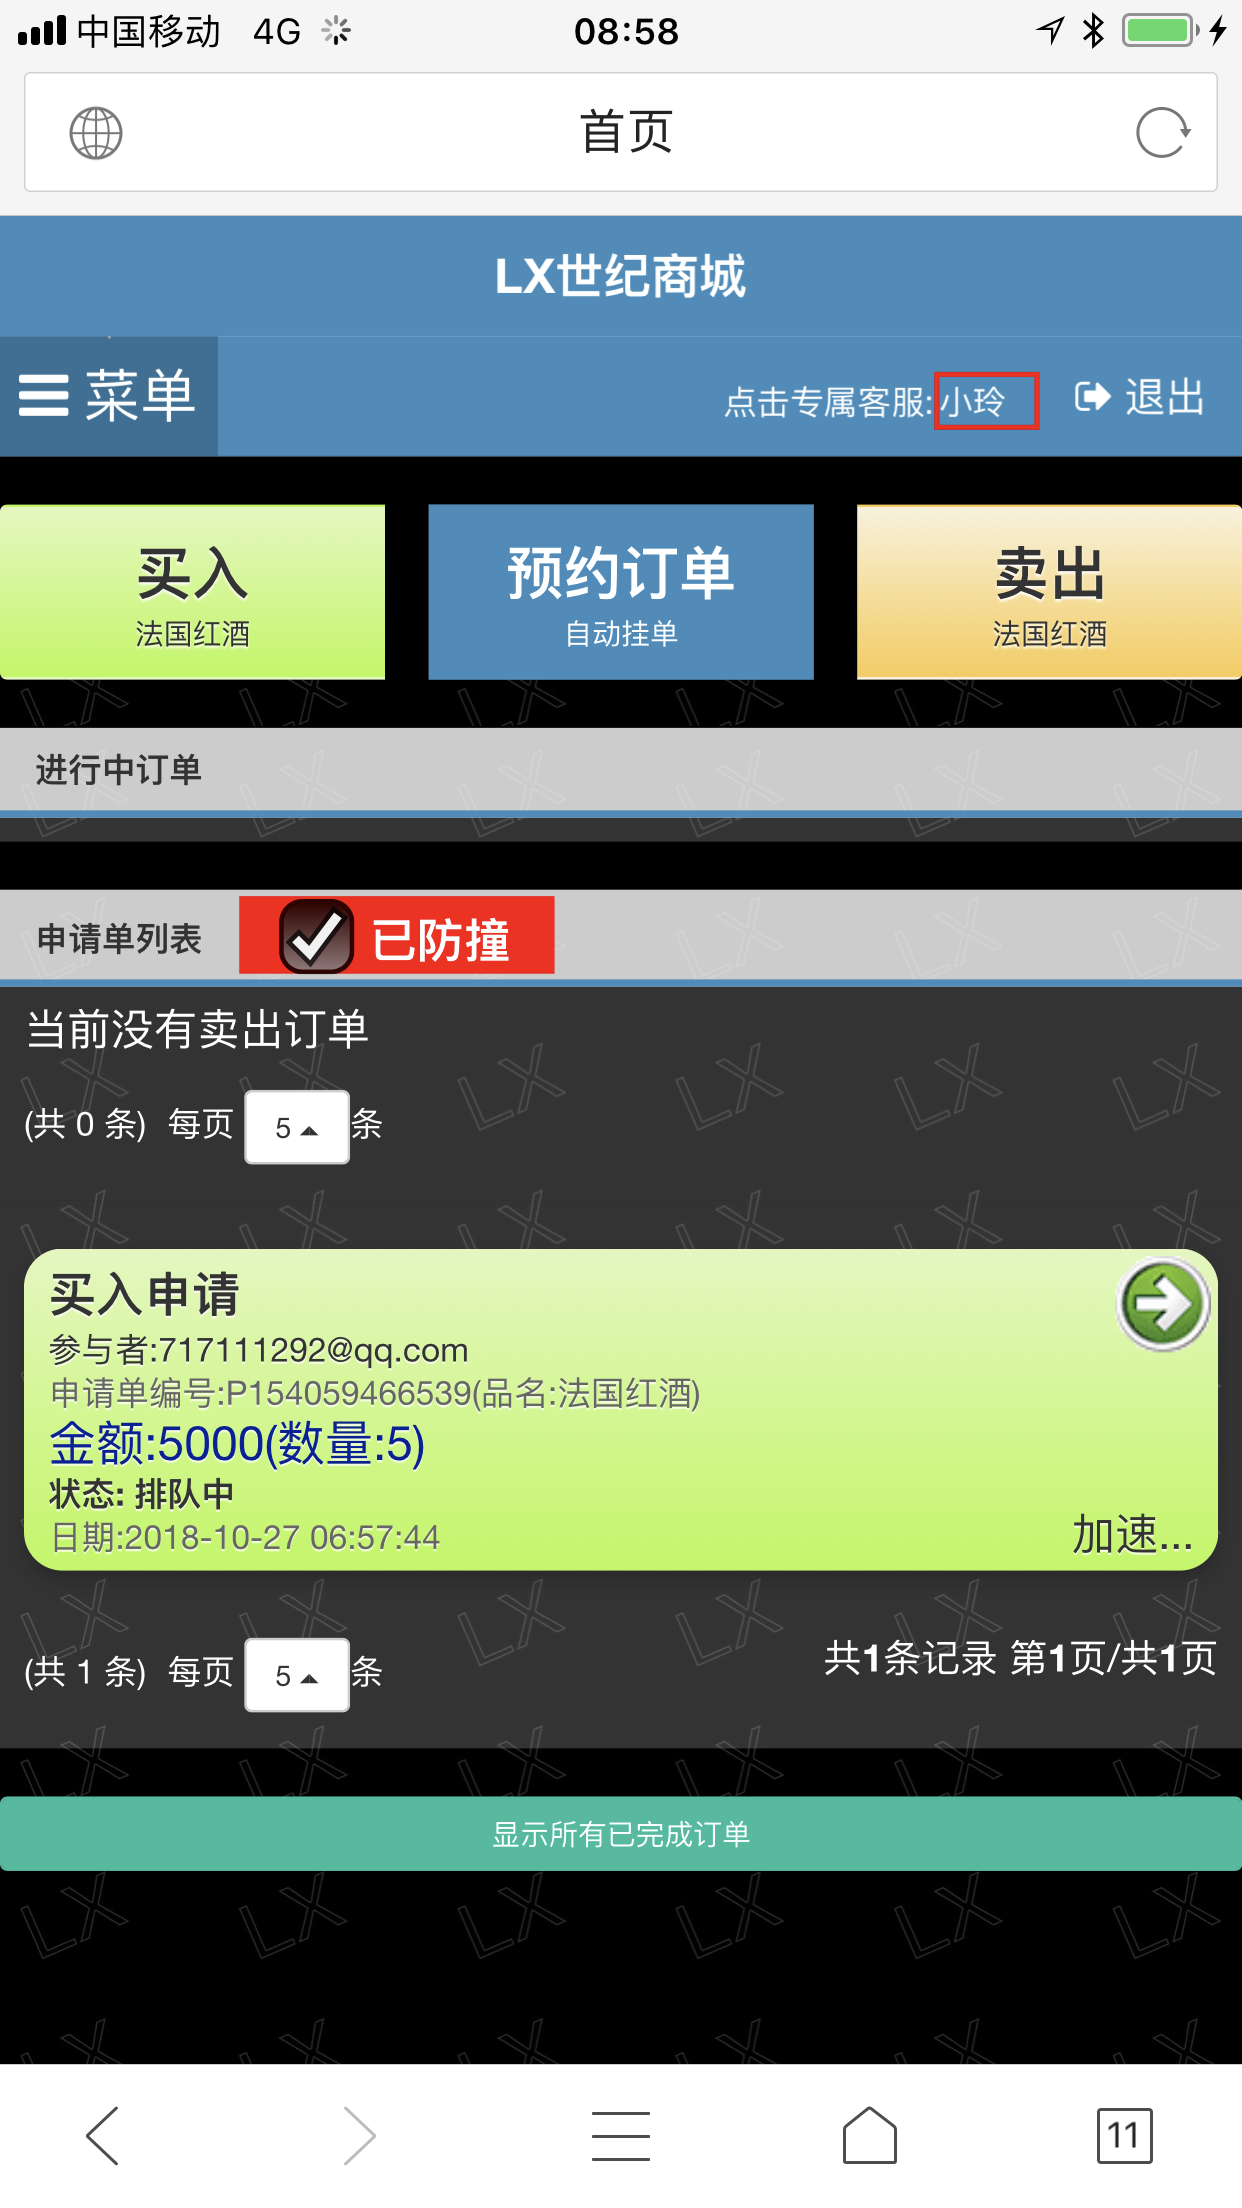 中国移动 4G 08:58
首页
LX世纪商城
菜单 点击专属客服:小玲 退出
买入 预约订单 卖出
法国红酒 自动挂单 法国红酒
进行中订单
申请单列表 已防撞
当前没有卖出订单
(共 0 条) 每页 5 条
买入申请
参与者:717111292@qq.com
申请单编号:P154059466539(品名:法国红酒)
金额:5000(数量:5)
状态: 排队中
日期:2018-10-27 06:57:44 加速...
(共 1 条) 每页 5 条 共1条记录 第1页/共1页
显示所有已完成订单
LX LX LX LX LX LX
11